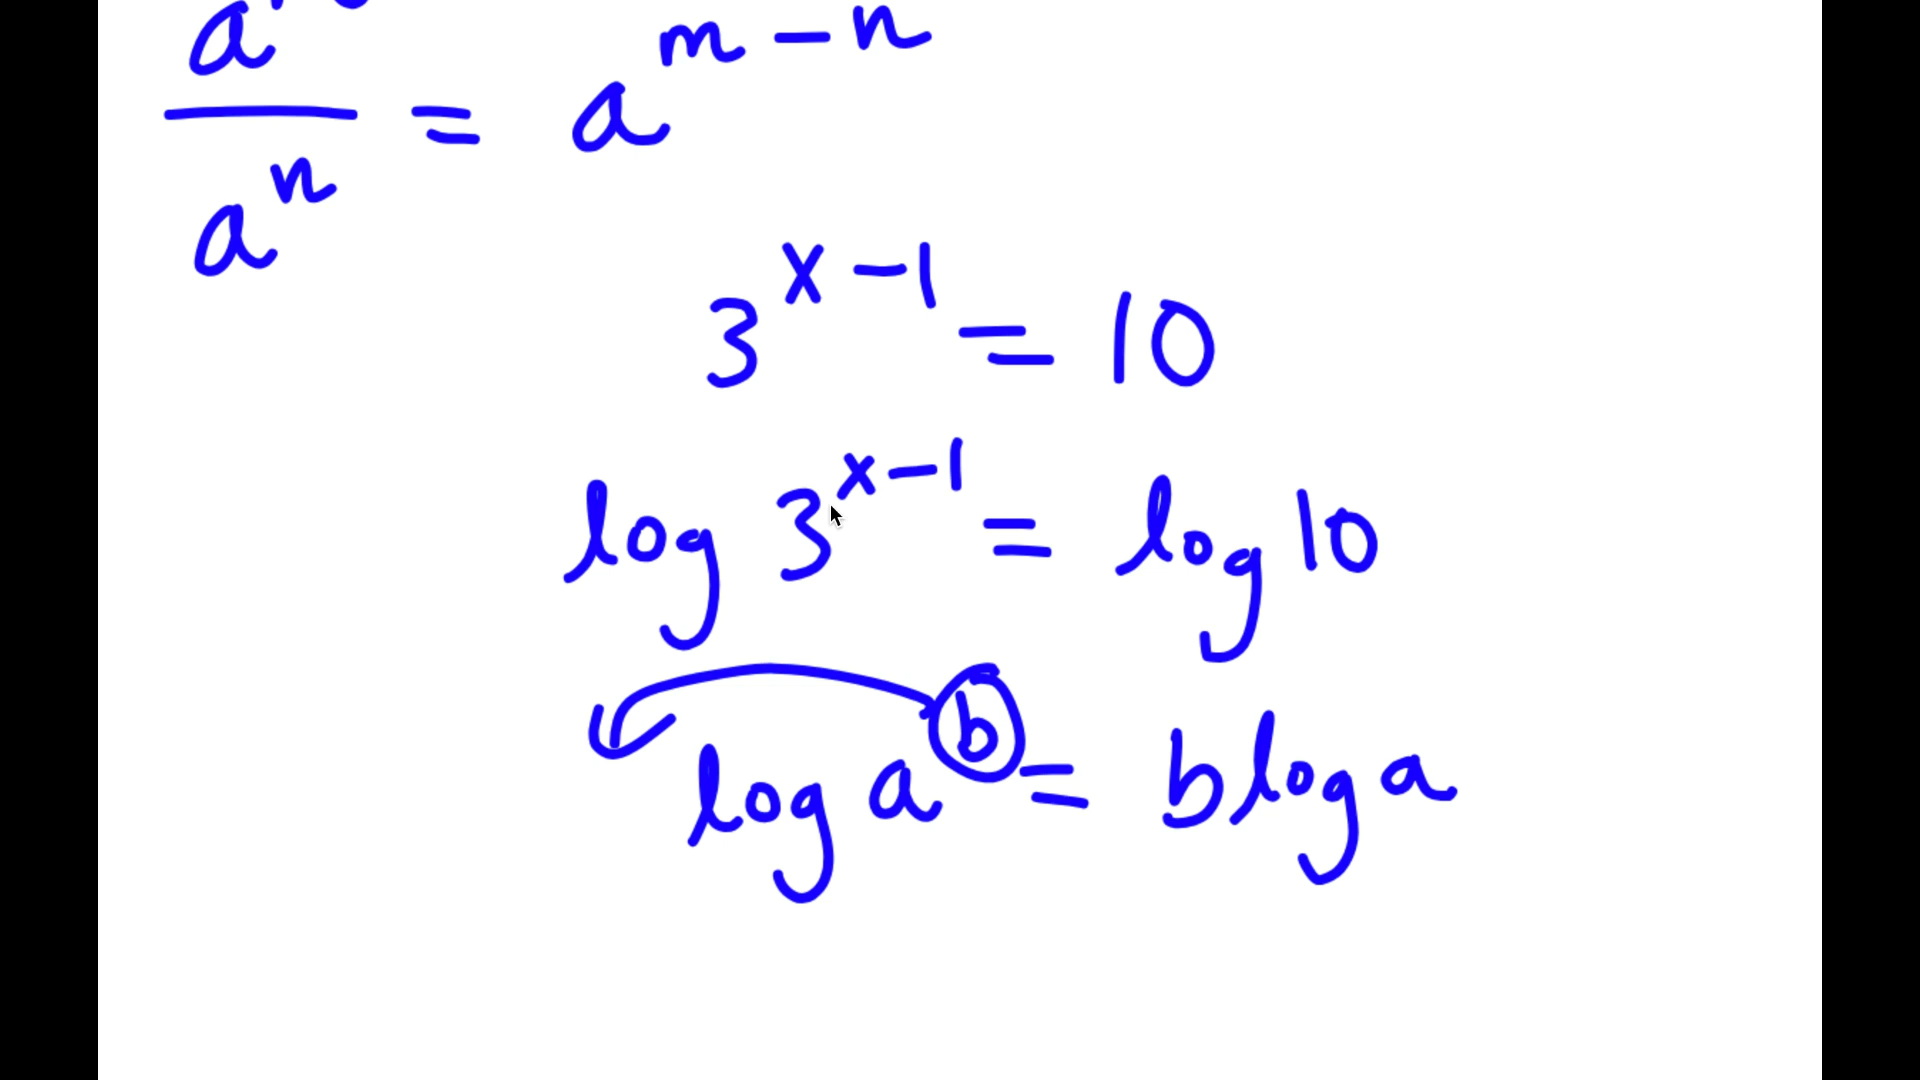 a
— = a^{m-n}
a^n
3^{x-1} = 10
log 3^{x-1} = log 10
log a^b = b log a